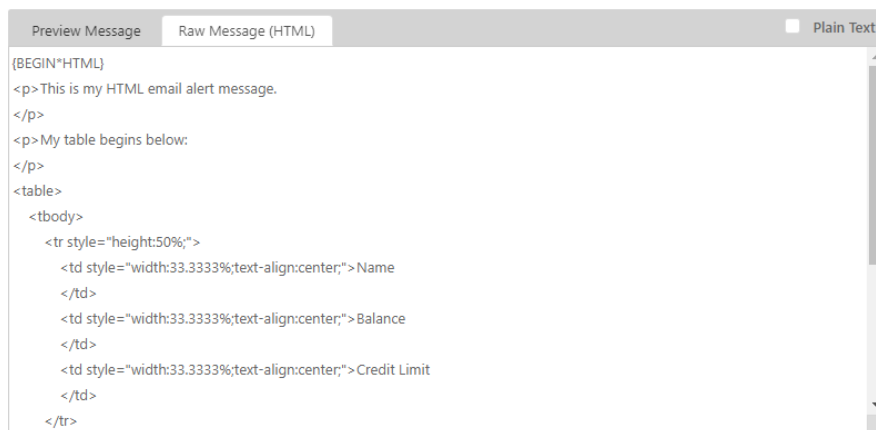 Preview Message Raw Message (HTML) Plain Text
{BEGIN*HTML}
<p>This is my HTML email alert message.
</p>
<p>My table begins below:
</p>
<table>
<tbody>
<tr style="height:50%;">
<td style="width:33.3333%;text-align:center;">Name
</td>
<td style="width:33.3333%;text-align:center;">Balance
</td>
<td style="width:33.3333%;text-align:center;">Credit Limit
</td>
</tr>